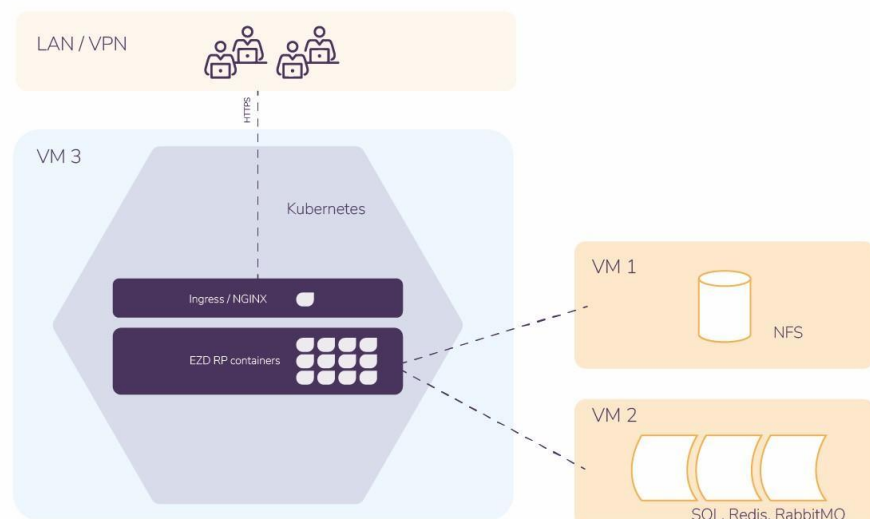 LAN / VPN
HTTPS
VM 3
Kubernetes
Ingress / NGINX
EZD RP containers
VM 1
NFS
VM 2
SQL, Redis, RabbitMQ